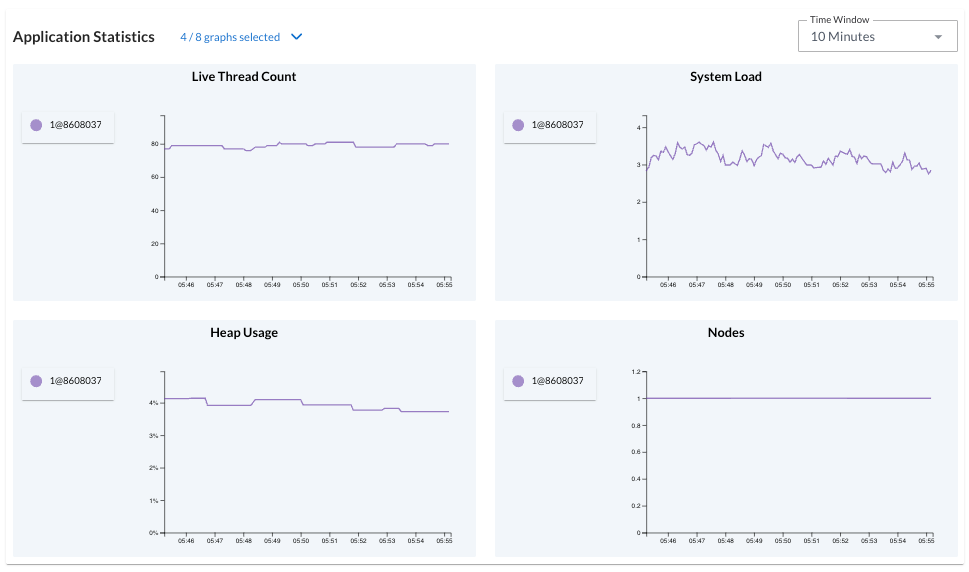 Application Statistics
4 / 8 graphs selected
Time Window
10 Minutes
Live Thread Count
1@8608037
80
60
40
20
0
05:46 05:47 05:48 05:49 05:50 05:51 05:52 05:53 05:54 05:55
System Load
1@8608037
4
3
2
1
0
05:46 05:47 05:48 05:49 05:50 05:51 05:52 05:53 05:54 05:55
Heap Usage
1@8608037
4%
3%
2%
1%
0%
05:46 05:47 05:48 05:49 05:50 05:51 05:52 05:53 05:54 05:55
Nodes
1@8608037
1.2
1
0.8
0.6
0.4
0.2
0
05:46 05:47 05:48 05:49 05:50 05:51 05:52 05:53 05:54 05:55